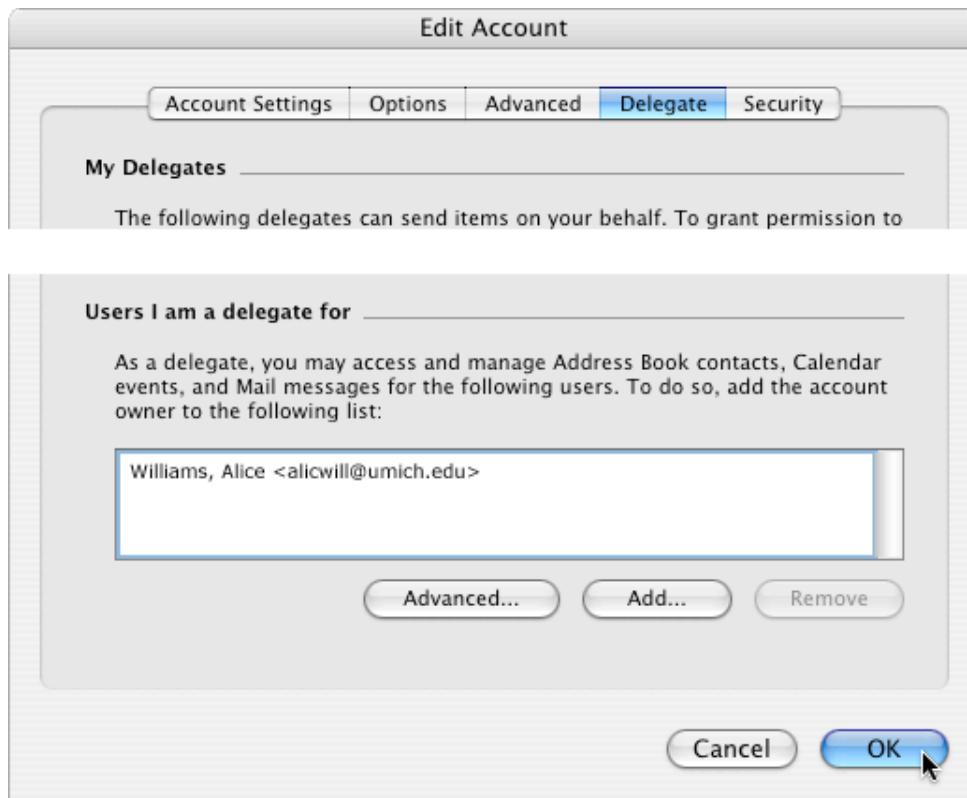 Edit Account
Account Settings Options Advanced Delegate Security
My Delegates
The following delegates can send items on your behalf. To grant permission to
Users I am a delegate for
As a delegate, you may access and manage Address Book contacts, Calendar
events, and Mail messages for the following users. To do so, add the account
owner to the following list:
Williams, Alice <alicwill@umich.edu>
Advanced... Add... Remove
Cancel OK